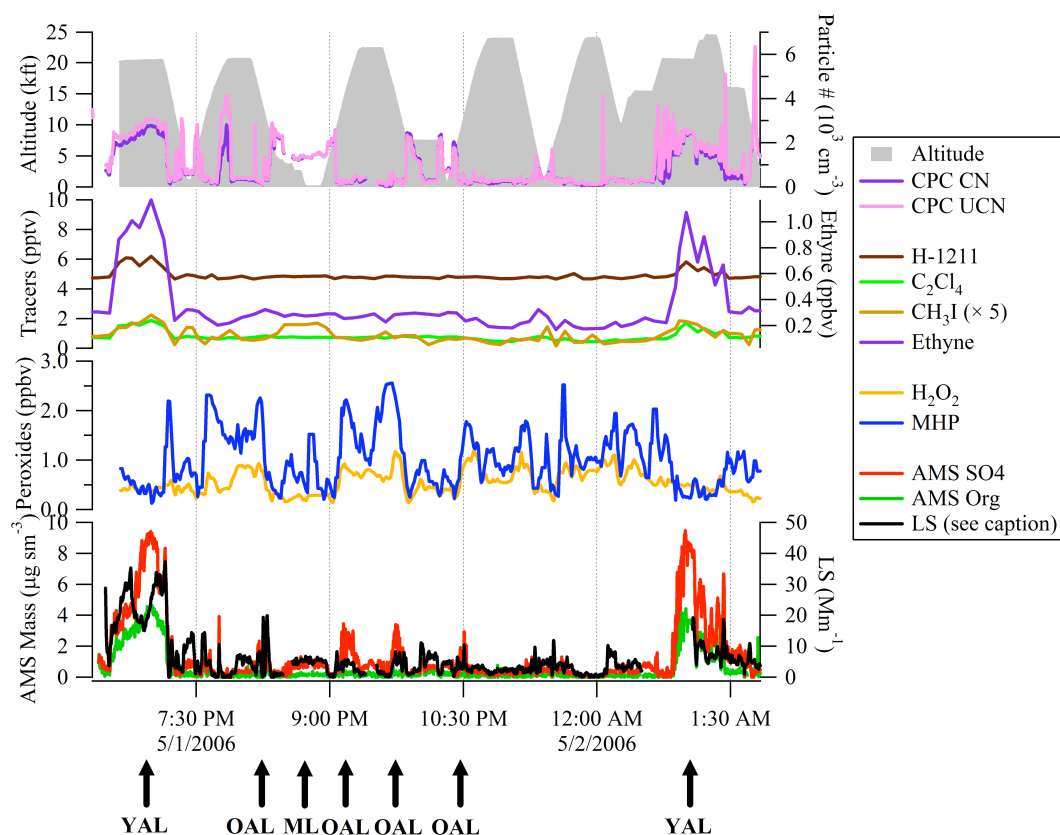 Altitude (kft)
25
20
15
10
5
0
6
4
2
0
Particle # (10³ cm⁻³)
Tracers (pptv)
10
8
6
4
2
0
1.0
0.8
0.6
0.4
0.2
Ethyne (ppbv)
Peroxides (ppbv)
3.0
2.0
1.0
0.0
AMS Mass (µg sm⁻³)
10
8
6
4
2
0
50
40
30
20
10
0
LS (Mm⁻¹)
7:30 PM
5/1/2006
9:00 PM
10:30 PM
12:00 AM
5/2/2006
1:30 AM
YAL
OAL
ML
OAL
OAL
OAL
YAL
Altitude
CPC CN
CPC UCN
H-1211
C₂Cl₄
CH₃I (× 5)
Ethyne
H₂O₂
MHP
AMS SO4
AMS Org
LS (see caption)